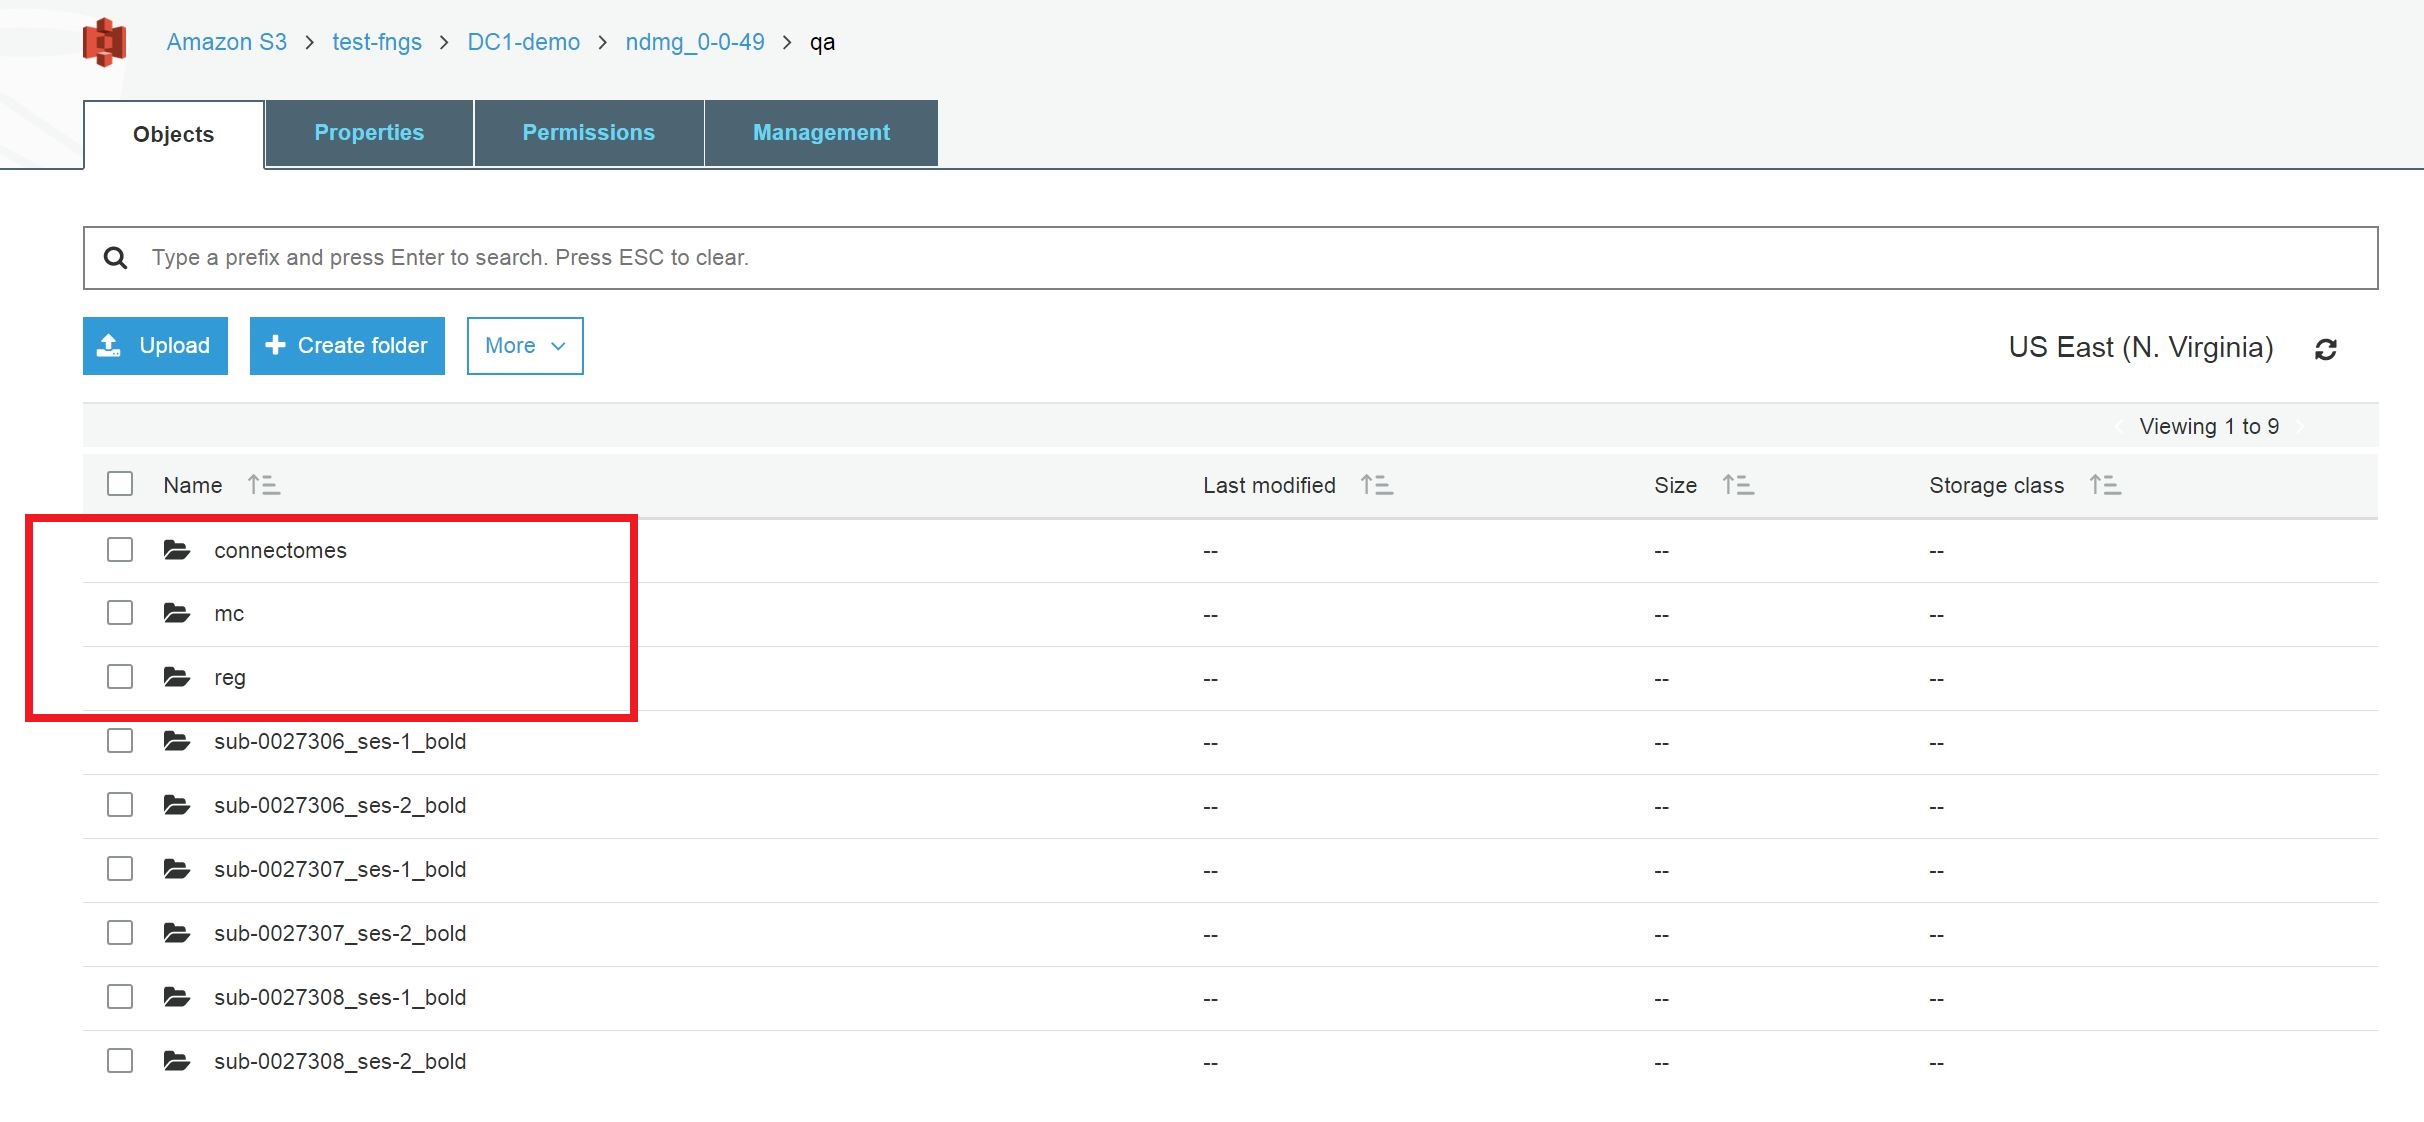 Amazon S3 > test-fngs > DC1-demo > ndmg_0-0-49 > qa
Objects Properties Permissions Management
Type a prefix and press Enter to search. Press ESC to clear.
Upload + Create folder More US East (N. Virginia)
Viewing 1 to 9
Name Last modified Size Storage class
connectomes -- -- --
mc -- -- --
reg -- -- --
sub-0027306_ses-1_bold -- -- --
sub-0027306_ses-2_bold -- -- --
sub-0027307_ses-1_bold -- -- --
sub-0027307_ses-2_bold -- -- --
sub-0027308_ses-1_bold -- -- --
sub-0027308_ses-2_bold -- -- --